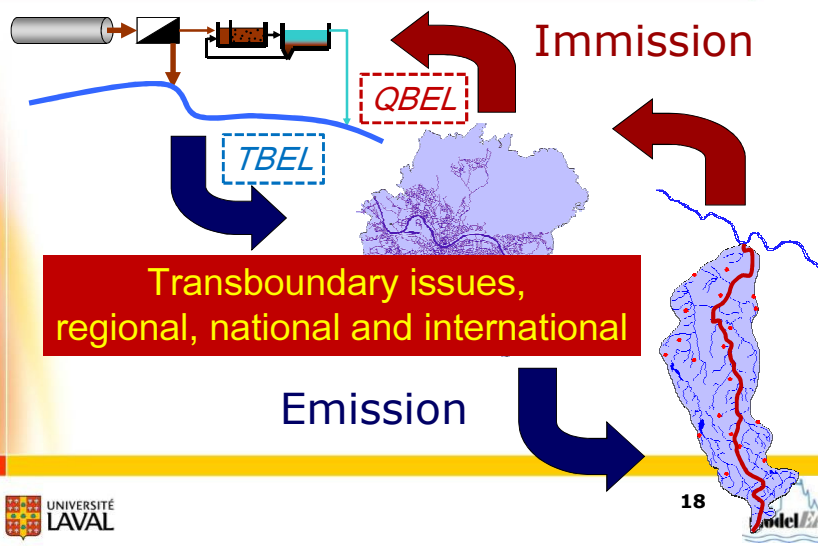 Immission
QBEL
TBEL
Transboundary issues,
regional, national and international
Emission
UNIVERSITÉ
LAVAL
18